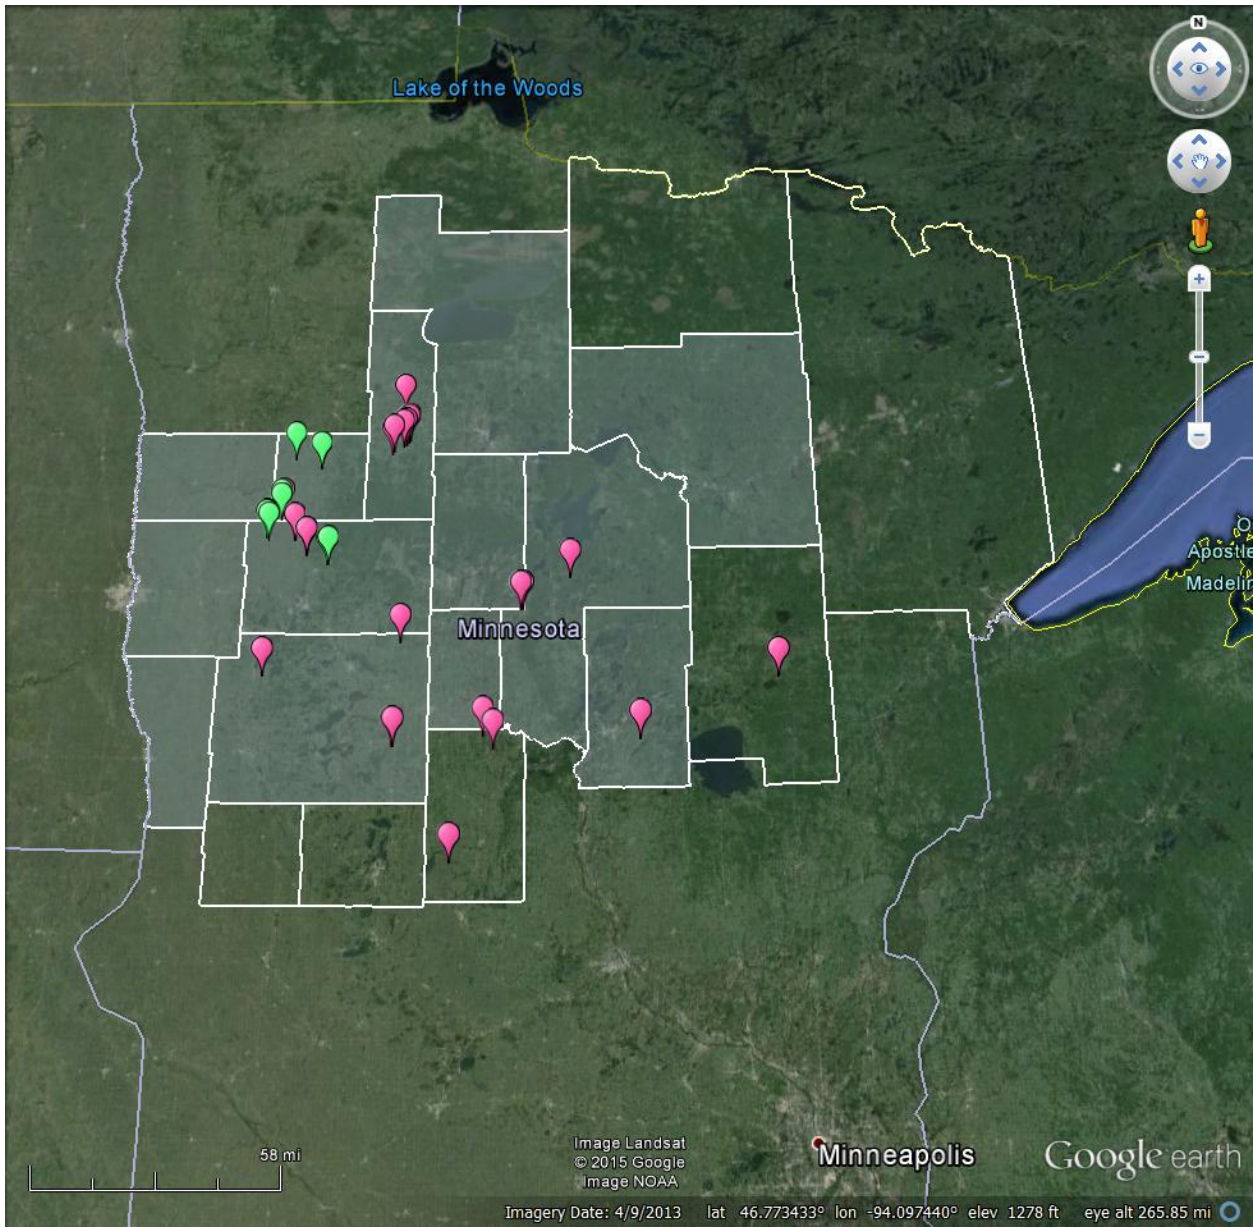 N
Lake of the Woods
O
Apostle
Madelin
Minnesota
58 mi
Image Landsat
© 2015 Google
Image NOAA
Minneapolis
Google earth
Imagery Date: 4/9/2013 lat 46.773433° lon -94.097440° elev 1278 ft eye alt 265.85 mi